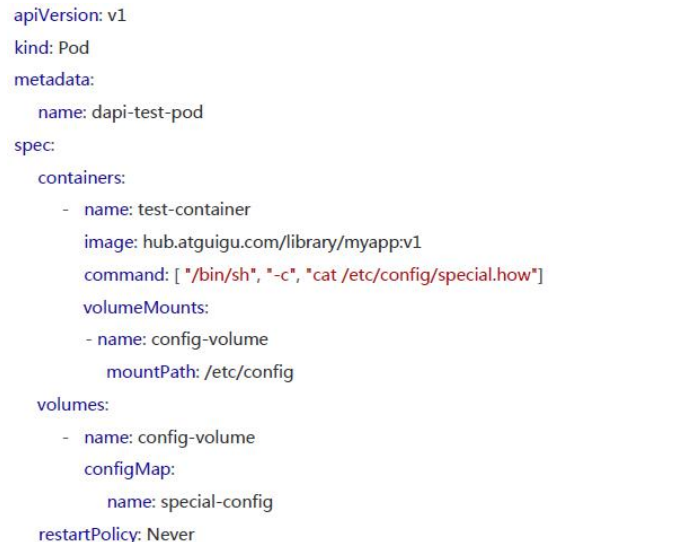 apiVersion: v1
kind: Pod
metadata:
  name: dapi-test-pod
spec:
  containers:
    - name: test-container
      image: hub.atguigu.com/library/myapp:v1
      command: [ "/bin/sh", "-c", "cat /etc/config/special.how"]
      volumeMounts:
      - name: config-volume
        mountPath: /etc/config
  volumes:
    - name: config-volume
      configMap:
        name: special-config
  restartPolicy: Never